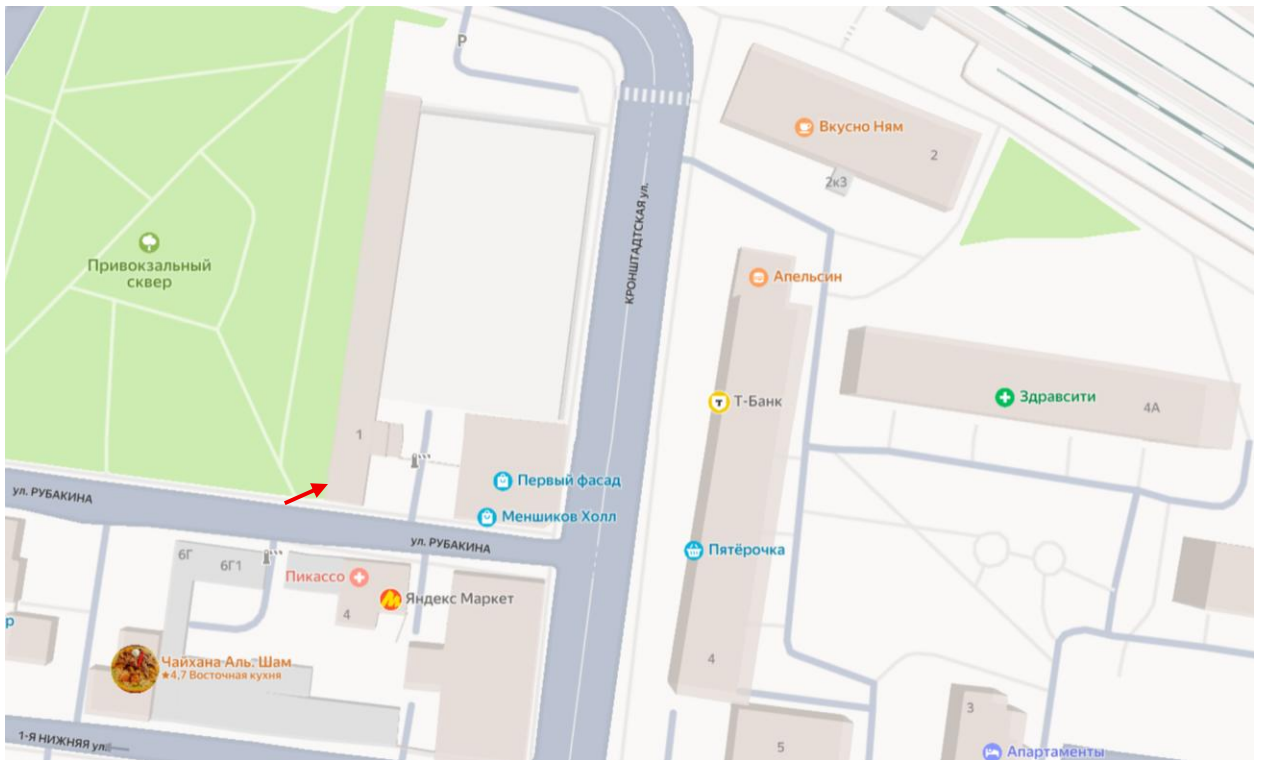 P
Вкусно Ням
2
2к3
Привокзальный
сквер
КРОНШТАДТСКАЯ ул.
Апельсин
Т
Т-Банк
Здравсити
4А
1
Первый фасад
ул. РУБАКИНА
Меншиков Холл
ул. РУБАКИНА
Пятёрочка
6Г
6Г1
Пикассо
Яндекс Маркет
4
р
Чайхана Аль. Шам
★4,7 Восточная кухня
4
3
1-Я НИЖНЯЯ ул.
5
Апартаменты